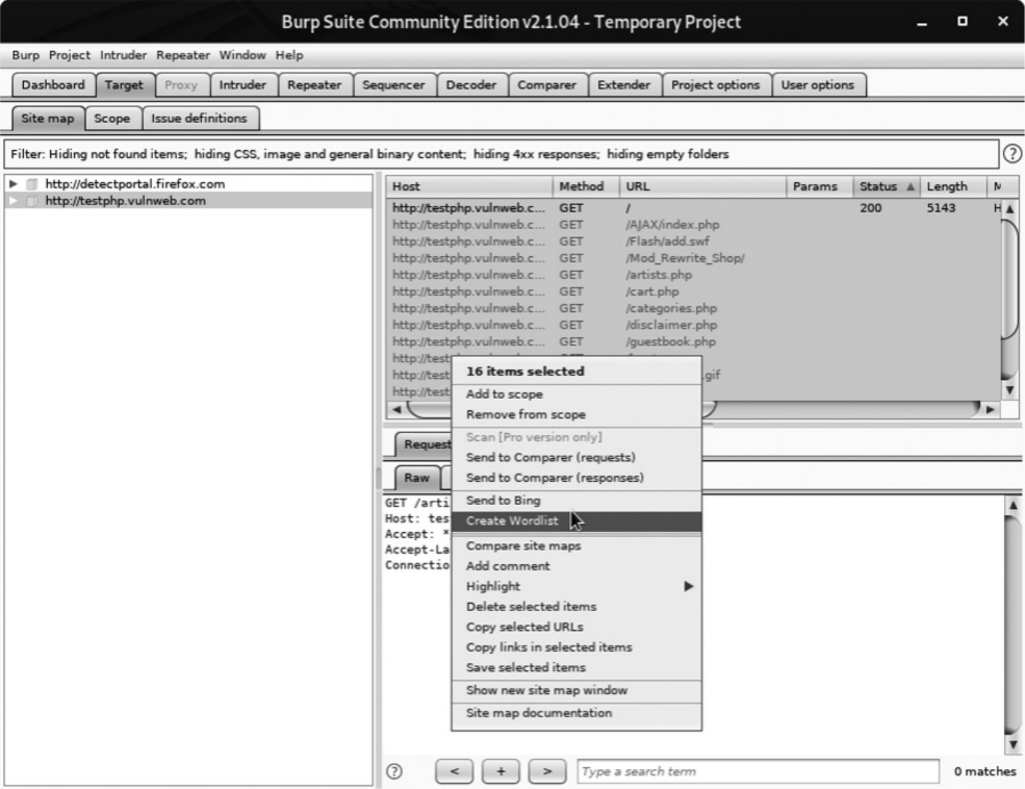 Burp Suite Community Edition v2.1.04 - Temporary Project
Burp Project Intruder Repeater Window Help
Dashboard Target Proxy Intruder Repeater Sequencer Decoder Comparer Extender Project options User options
Site map Scope Issue definitions
Filter: Hiding not found items; hiding CSS, image and general binary content; hiding 4xx responses; hiding empty folders
http://detectportal.firefox.com
http://testphp.vulnweb.com
Host Method URL Params Status Length M
http://testphp.vulnweb.c... GET / 200 5143 H
http://testphp.vulnweb.c... GET /AJAX/index.php
http://testphp.vulnweb.c... GET /Flash/add.swf
http://testphp.vulnweb.c... GET /Mod_Rewrite_Shop/
http://testphp.vulnweb.c... GET /artists.php
http://testphp.vulnweb.c... GET /cart.php
http://testphp.vulnweb.c... GET /categories.php
http://testphp.vulnweb.c... GET /disclaimer.php
http://testphp.vulnweb.c... GET /guestbook.php
http://test
http://test .gif
http://test
16 items selected
Add to scope
Remove from scope
Scan [Pro version only]
Send to Comparer (requests)
Send to Comparer (responses)
Send to Bing
Create Wordlist
Compare site maps
Add comment
Highlight
Delete selected items
Copy selected URLs
Copy links in selected items
Save selected items
Show new site map window
Site map documentation
Request
Raw
GET /arti
Host: tes
Accept: *
Accept-La
Connectio
? < + > Type a search term 0 matches